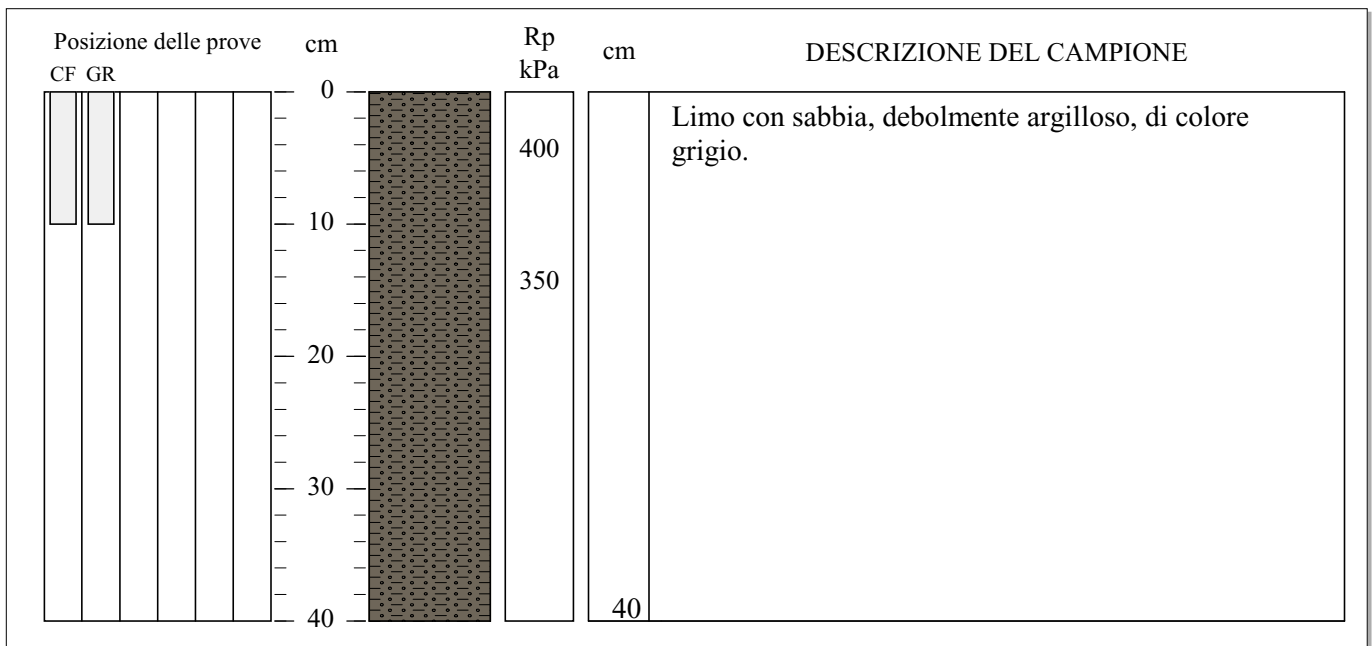 Posizione delle prove
CF GR
cm
Rp
kPa
cm
DESCRIZIONE DEL CAMPIONE
0
10
20
30
40
400
350
40
Limo con sabbia, debolmente argilloso, di colore
grigio.